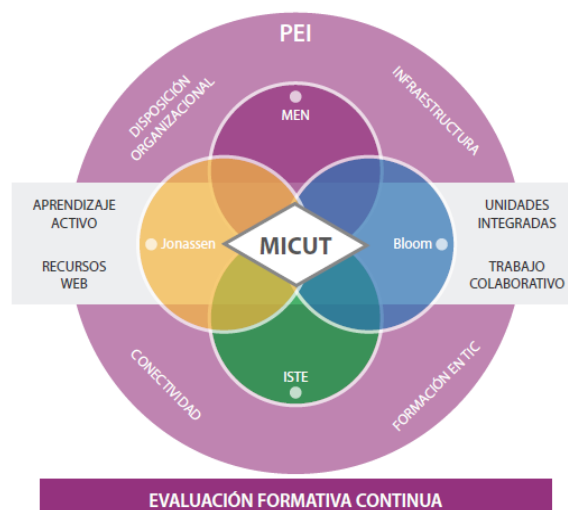 PEI
DISPOSICIÓN
ORGANIZACIONAL
INFRAESTRUCTURA
MEN
APRENDIZAJE
ACTIVO
RECURSOS
WEB
Jonassen
MICUT
Bloom
UNIDADES
INTEGRADAS
TRABAJO
COLABORATIVO
ISTE
CONECTIVIDAD
FORMACIÓN EN TIC
EVALUACIÓN FORMATIVA CONTINUA